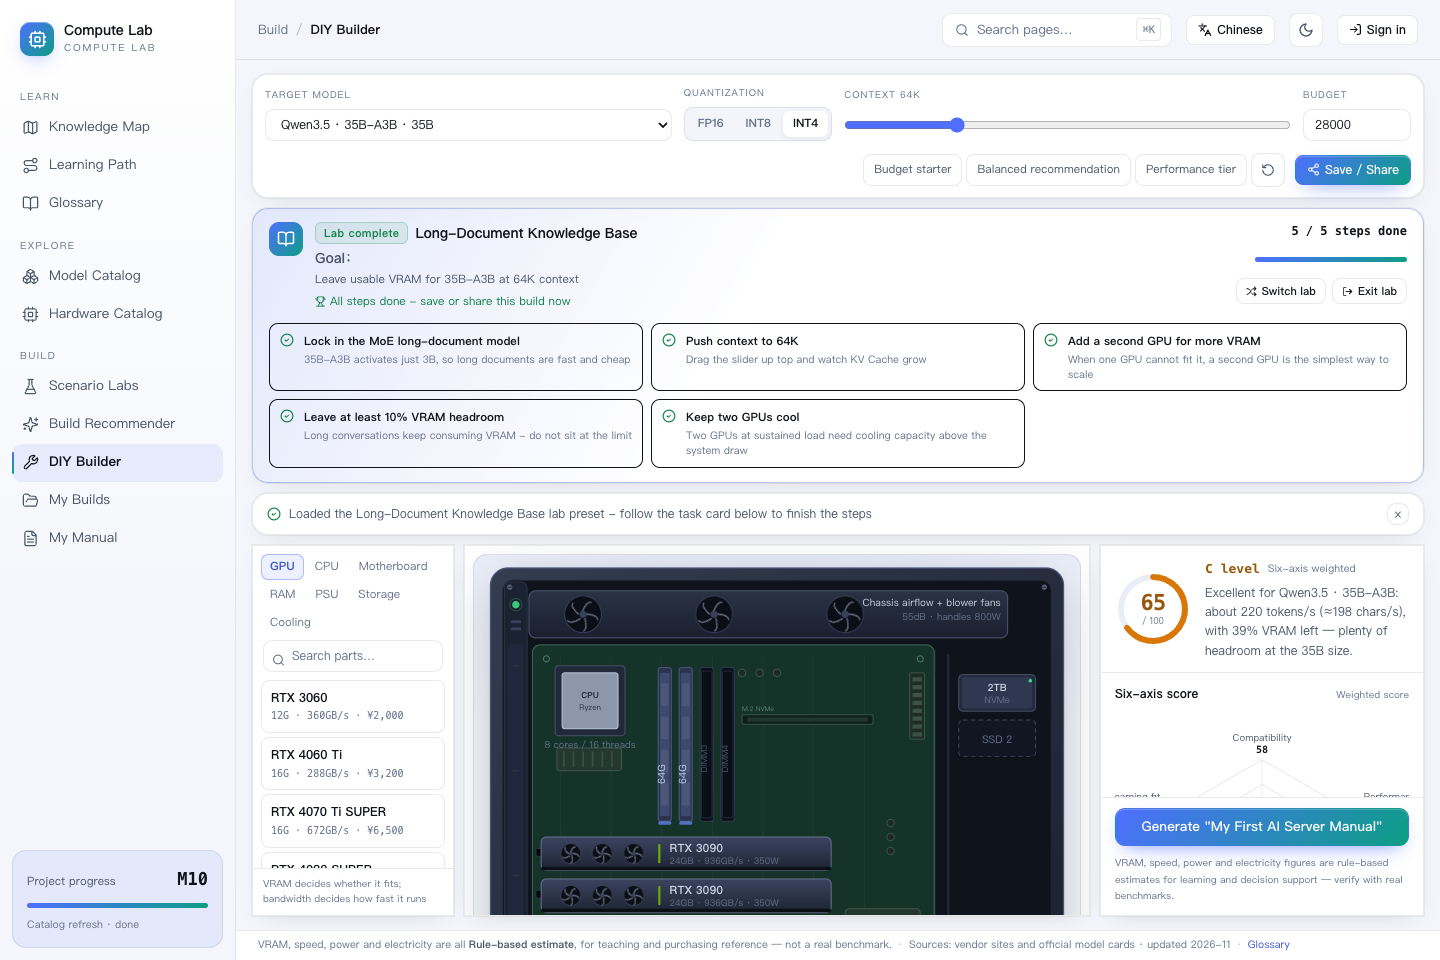 Compute Lab
COMPUTE LAB
LEARN
Knowledge Map
Learning Path
Glossary
EXPLORE
Model Catalog
Hardware Catalog
BUILD
Scenario Labs
Build Recommender
DIY Builder
My Builds
My Manual
Project progress
M10
Catalog refresh · done
Build / DIY Builder
Search pages...
⌘K
Chinese
Sign in
TARGET MODEL
Qwen3.5 · 35B-A3B · 35B
QUANTIZATION
FP16 INT8 INT4
CONTEXT 64K
BUDGET
28000
Budget starter
Balanced recommendation
Performance tier
Save / Share
Lab complete
Long-Document Knowledge Base
Goal:
Leave usable VRAM for 35B-A3B at 64K context
All steps done – save or share this build now
5 / 5 steps done
Switch lab
Exit lab
Lock in the MoE long-document model
35B-A3B activates just 3B, so long documents are fast and cheap
Push context to 64K
Drag the slider up top and watch KV Cache grow
Add a second GPU for more VRAM
When one GPU cannot fit it, a second GPU is the simplest way to
scale
Leave at least 10% VRAM headroom
Long conversations keep consuming VRAM – do not sit at the limit
Keep two GPUs cool
Two GPUs at sustained load need cooling capacity above the
system draw
Loaded the Long-Document Knowledge Base lab preset – follow the task card below to finish the steps
x
GPU CPU Motherboard
RAM PSU Storage
Cooling
Search parts...
RTX 3060
12G · 360GB/s · ¥2,000
RTX 4060 Ti
16G · 288GB/s · ¥3,200
RTX 4070 Ti SUPER
16G · 672GB/s · ¥6,500
RTX 4080 SUPER
VRAM decides whether it fits;
bandwidth decides how fast it runs
Chassis airflow + blower fans
55dB · handles 800W
CPU
Ryzen
8 cores / 16 threads
64G
64G
DIMM3
DIMM4
M.2 NVMe
2TB
NVMe
SSD 2
RTX 3090
24GB · 936GB/s · 350W
RTX 3090
24GB · 936GB/s · 350W
65
/ 100
C level Six-axis weighted
Excellent for Qwen3.5 · 35B-A3B:
about 220 tokens/s (≈198 chars/s),
with 39% VRAM left — plenty of
headroom at the 35B size.
Six-axis score
Weighted score
Compatibility
58
earning fit
Performar
Generate "My First AI Server Manual"
VRAM, speed, power and electricity figures are rule-based
estimates for learning and decision support — verify with real
benchmarks.
VRAM, speed, power and electricity are all Rule-based estimate, for teaching and purchasing reference — not a real benchmark. · Sources: vendor sites and official model cards · updated 2026-11 · Glossary